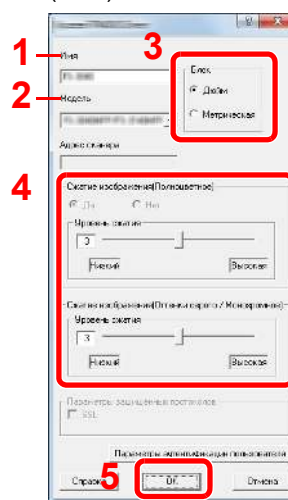 3
1
Имя
Блок
Дюйм
2
Модель
Метрическая
Адрес сканера
4
Сжатие изображения(Полноцветное)
Да Нет
Уровень сжатия
3
Низкий Высокая
Сжатие изображения(Оттенки серого / Монохромное)
Уровень сжатия
3
Низкий Высокая
Параметры защищенных протоколов
SSL
Параметры аутентификации пользователя
5
Справка OK Отмена